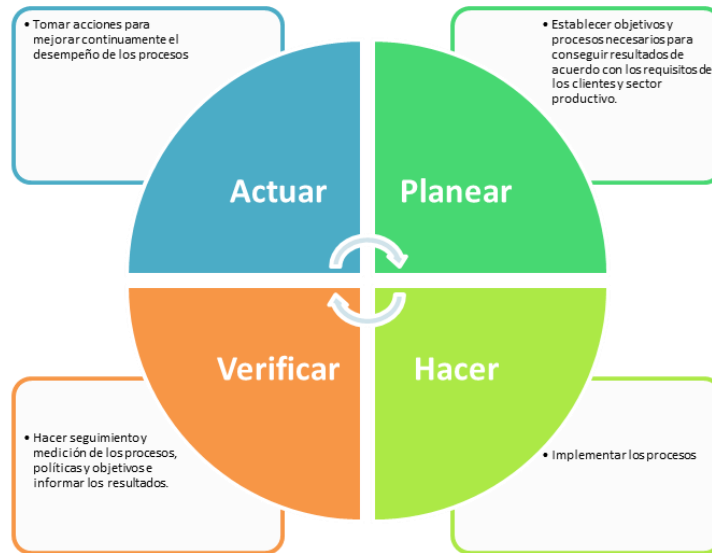 • Tomar acciones para
mejorar continuamente el
desempeño de los procesos
• Establecer objetivos y
procesos necesarios para
conseguir resultados de
acuerdo con los requisitos de
los clientes y sector
productivo.
Actuar
Planear
Verificar
Hacer
• Hacer seguimiento y
medición de los procesos,
políticas y objetivos e
informar los resultados.
• Implementar los procesos